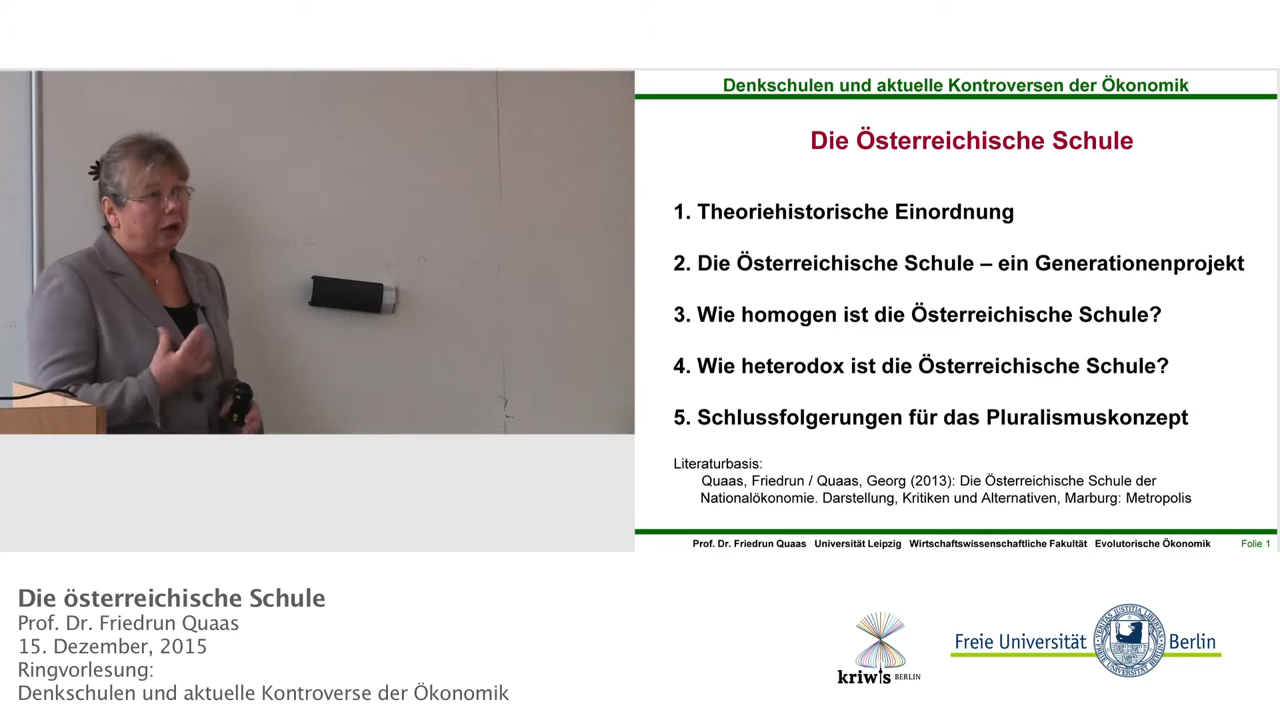 Denkschulen und aktuelle Kontroversen der Ökonomik
Die Österreichische Schule
1. Theoriehistorische Einordnung
2. Die Österreichische Schule – ein Generationenprojekt
3. Wie homogen ist die Österreichische Schule?
4. Wie heterodox ist die Österreichische Schule?
5. Schlussfolgerungen für das Pluralismuskonzept
Literaturbasis:
Quaas, Friedrun / Quaas, Georg (2013): Die Österreichische Schule der
Nationalökonomie. Darstellung, Kritiken und Alternativen, Marburg: Metropolis
Prof. Dr. Friedrun Quaas Universität Leipzig Wirtschaftswissenschaftliche Fakultät Evolutorische Ökonomik Folie 1
Die österreichische Schule
Prof. Dr. Friedrun Quaas
15. Dezember, 2015
Ringvorlesung:
Denkschulen und aktuelle Kontroverse der Ökonomik
kriwis BERLIN
Freie Universität Berlin